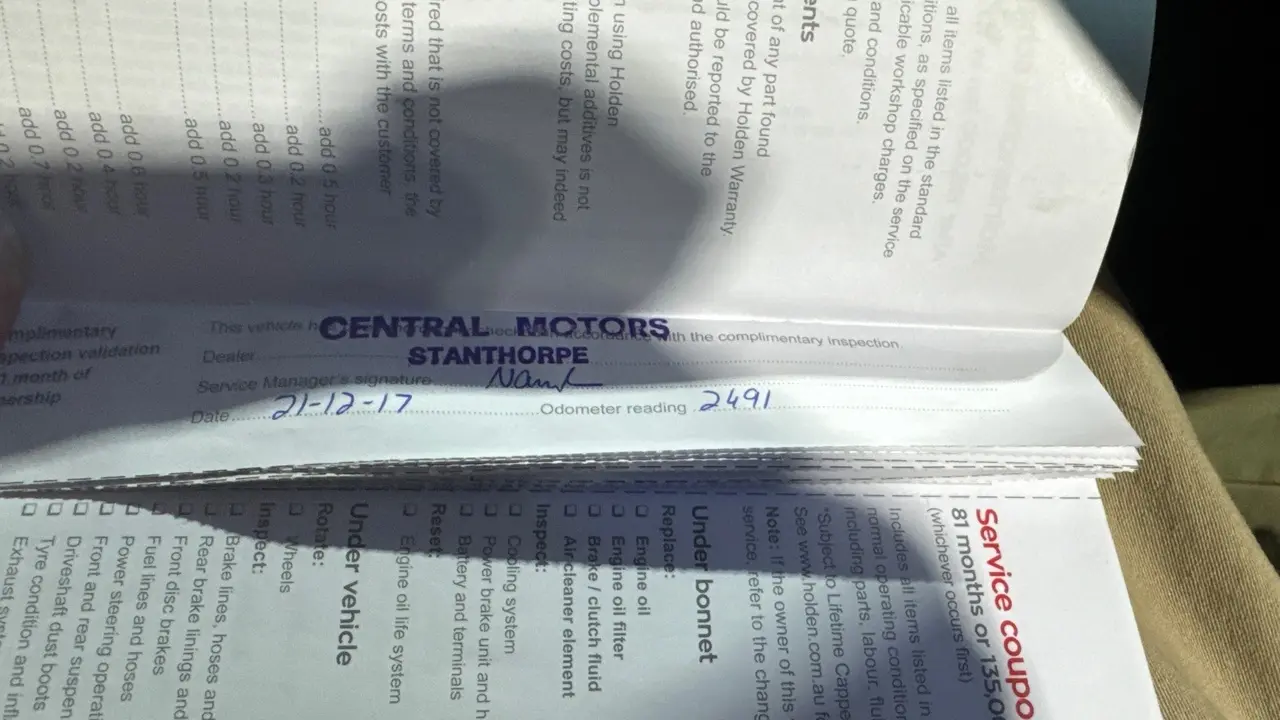 all items listed in the standard
itions, as specified on the service
icable workshop charges.
and conditions.
quote.
ents
t of any part found
covered by Holden Warranty.
uld be reported to the
d authorised.
using Holden
plemental additives is not
ting costs, but may indeed
ired that is not covered by
terms and conditions, the
osts with the customer
add 0.5 hour
add 0.2 hour
add 0.3 hour
add 0.2 hour
add 0.5 hour
add 0.6 hour
add 0.4 hour
add 0.2 hour
add 0.7 hour
mplimentary
spection validation
1 month of
nership
This vehicle h
with the complimentary inspection.
CENTRAL MOTORS
Dealer
STANTHORPE
Service Manager's signature
Date 21-12-17 Odometer reading 2491
Service coupo
81 months or 135,0
(whichever occurs first)
Includes all items listed in
normal operating condition
including parts, labour, flui
*Subject to Lifetime Cappe
See www.holden.com.au f
Note: If the owner of this
service, refer to the chang
Under bonnet
Replace:
❏ Engine oil
❏ Engine oil filter
❏ Brake / clutch fluid
❏ Air cleaner element
Inspect:
❏ Cooling system
❏ Power brake unit and h
❏ Battery and terminals
Reset:
❏ Engine oil life system
Under vehicle
Rotate:
❏ Wheels
Inspect:
❏ Brake lines, hoses and
❏ Rear brake linings and
❏ Front disc brakes
❏ Fuel lines and hoses
❏ Power steering operati
❏ Front and rear suspen
❏ Driveshaft dust boots
❏ Tyre condition and infl
❏ Exhaust syste